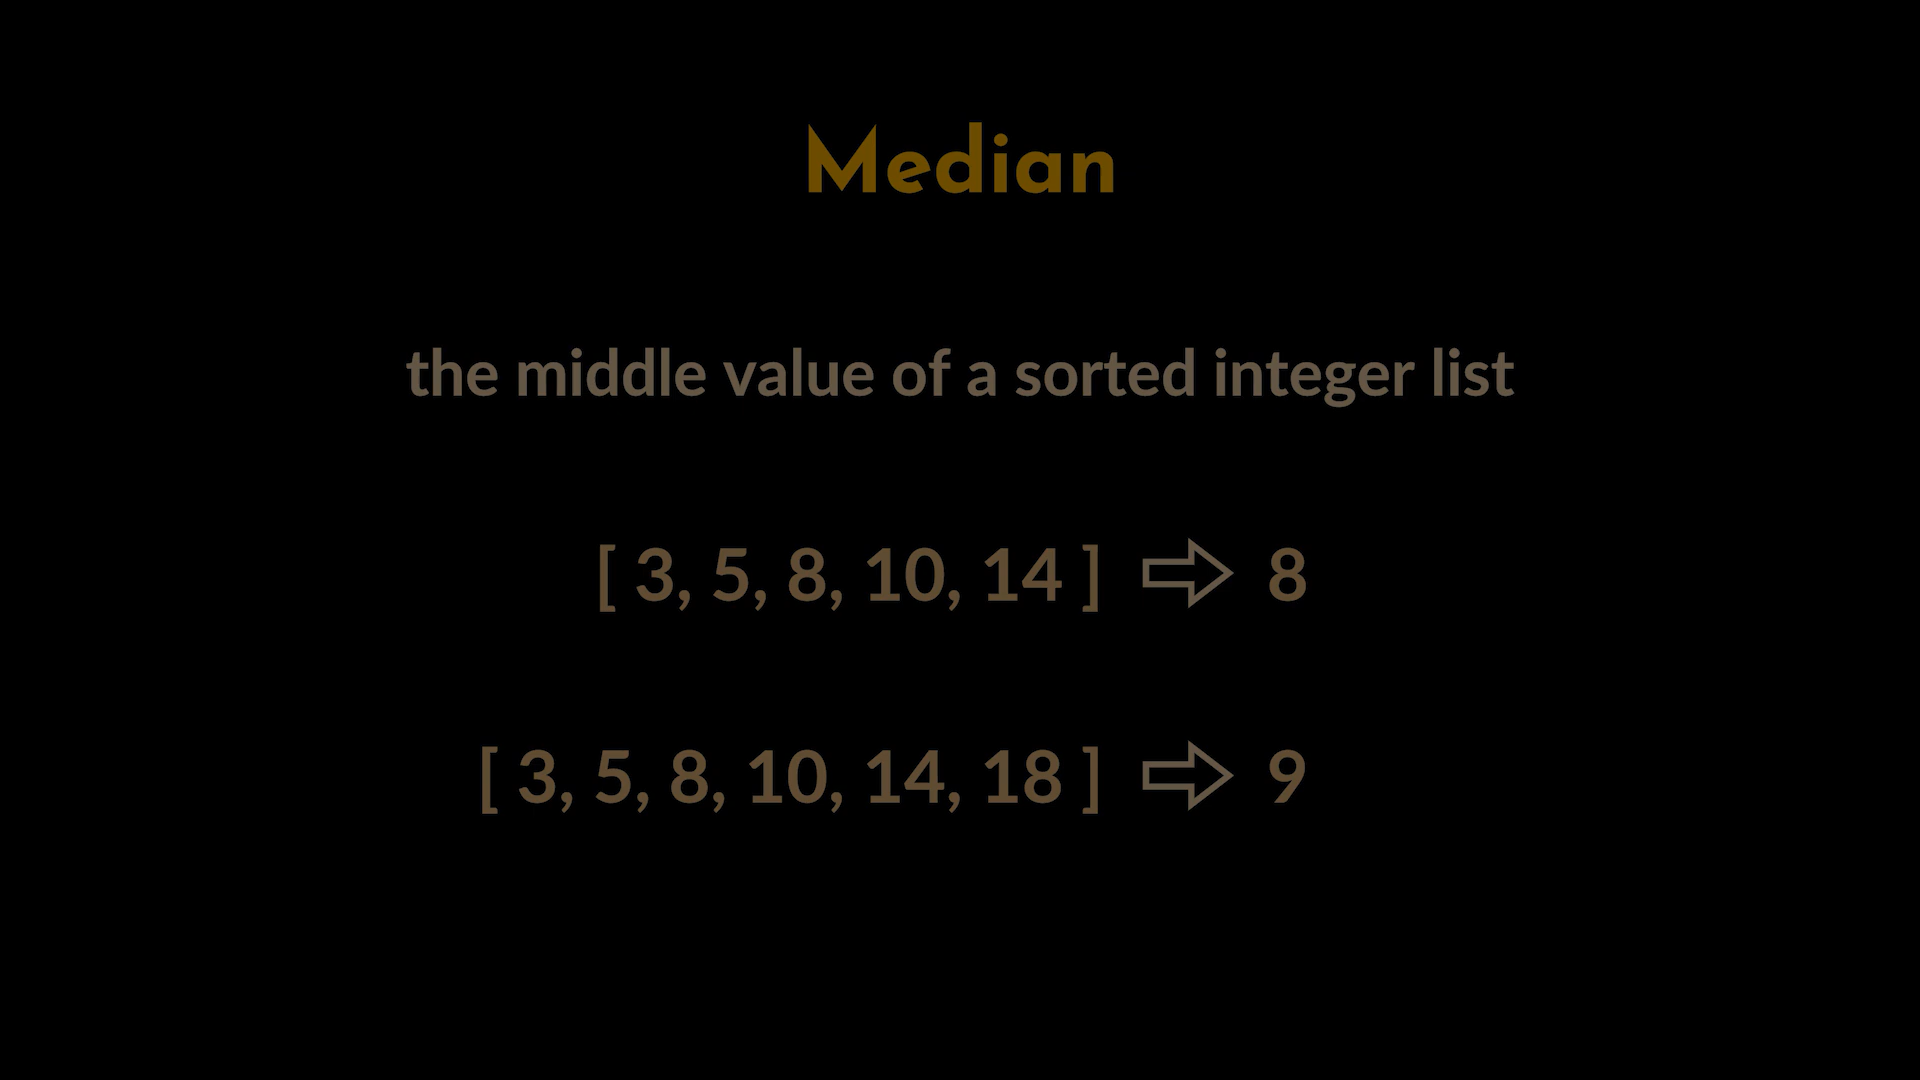 Median
the middle value of a sorted integer list
[ 3, 5, 8, 10, 14 ] ⇨ 8
[ 3, 5, 8, 10, 14, 18 ] ⇨ 9